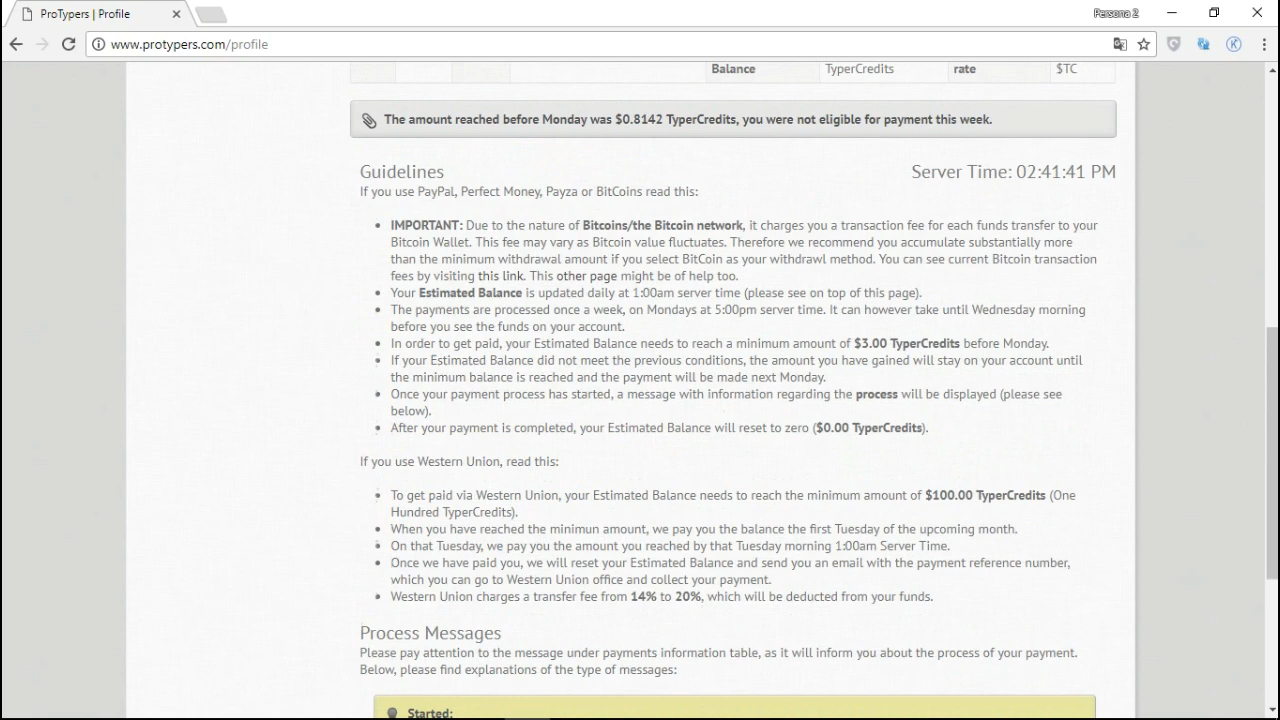 ProTypers | Profile
Persona 2
www.protypers.com/profile
Balance TyperCredits rate $TC
The amount reached before Monday was $0.8142 TyperCredits, you were not eligible for payment this week.
Guidelines
Server Time: 02:41:41 PM
If you use PayPal, Perfect Money, Payza or BitCoins read this:
• IMPORTANT: Due to the nature of Bitcoins/the Bitcoin network, it charges you a transaction fee for each funds transfer to your
Bitcoin Wallet. This fee may vary as Bitcoin value fluctuates. Therefore we recommend you accumulate substantially more
than the minimum withdrawal amount if you select BitCoin as your withdrawl method. You can see current Bitcoin transaction
fees by visiting this link. This other page might be of help too.
• Your Estimated Balance is updated daily at 1:00am server time (please see on top of this page).
• The payments are processed once a week, on Mondays at 5:00pm server time. It can however take until Wednesday morning
before you see the funds on your account.
• In order to get paid, your Estimated Balance needs to reach a minimum amount of $3.00 TyperCredits before Monday.
• If your Estimated Balance did not meet the previous conditions, the amount you have gained will stay on your account until
the minimum balance is reached and the payment will be made next Monday.
• Once your payment process has started, a message with information regarding the process will be displayed (please see
below).
• After your payment is completed, your Estimated Balance will reset to zero ($0.00 TyperCredits).
If you use Western Union, read this:
• To get paid via Western Union, your Estimated Balance needs to reach the minimum amount of $100.00 TyperCredits (One
Hundred TyperCredits).
• When you have reached the minimun amount, we pay you the balance the first Tuesday of the upcoming month.
• On that Tuesday, we pay you the amount you reached by that Tuesday morning 1:00am Server Time.
• Once we have paid you, we will reset your Estimated Balance and send you an email with the payment reference number,
which you can go to Western Union office and collect your payment.
• Western Union charges a transfer fee from 14% to 20%, which will be deducted from your funds.
Process Messages
Please pay attention to the message under payments information table, as it will inform you about the process of your payment.
Below, please find explanations of the type of messages:
Started: